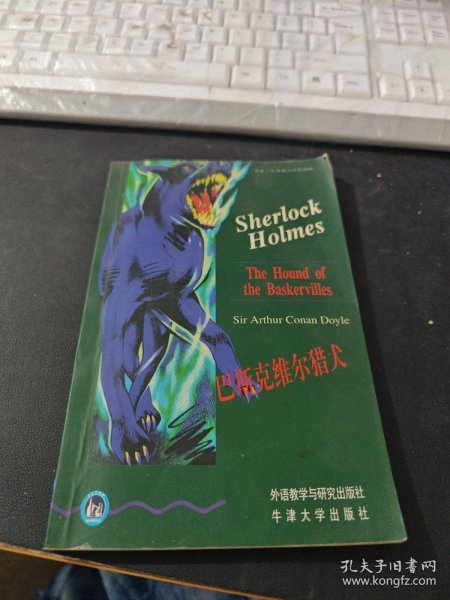 Sherlock
Holmes
The Hound of
the Baskervilles
Sir Arthur Conan Doyle
巴斯克维尔猎犬
外语教学与研究出版社
牛津大学出版社
孔夫子旧书网
www.kongfz.com